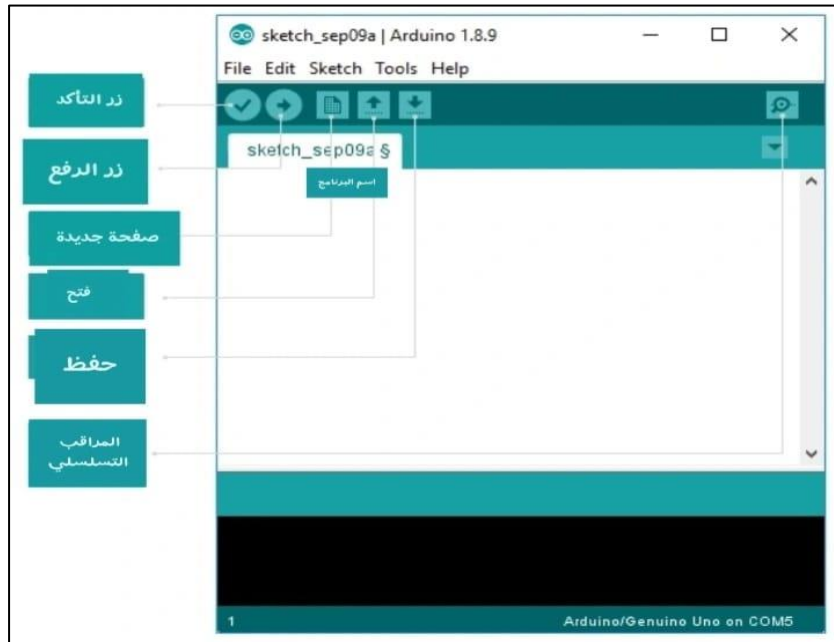 sketch_sep09a | Arduino 1.8.9
File Edit Sketch Tools Help
زر التأكد
sketch_sep09a §
زر الرفع
اسم البرنامج
صفحة جديدة
فتح
حفظ
المراقب
التسلسلي
1
Arduino/Genuino Uno on COM5